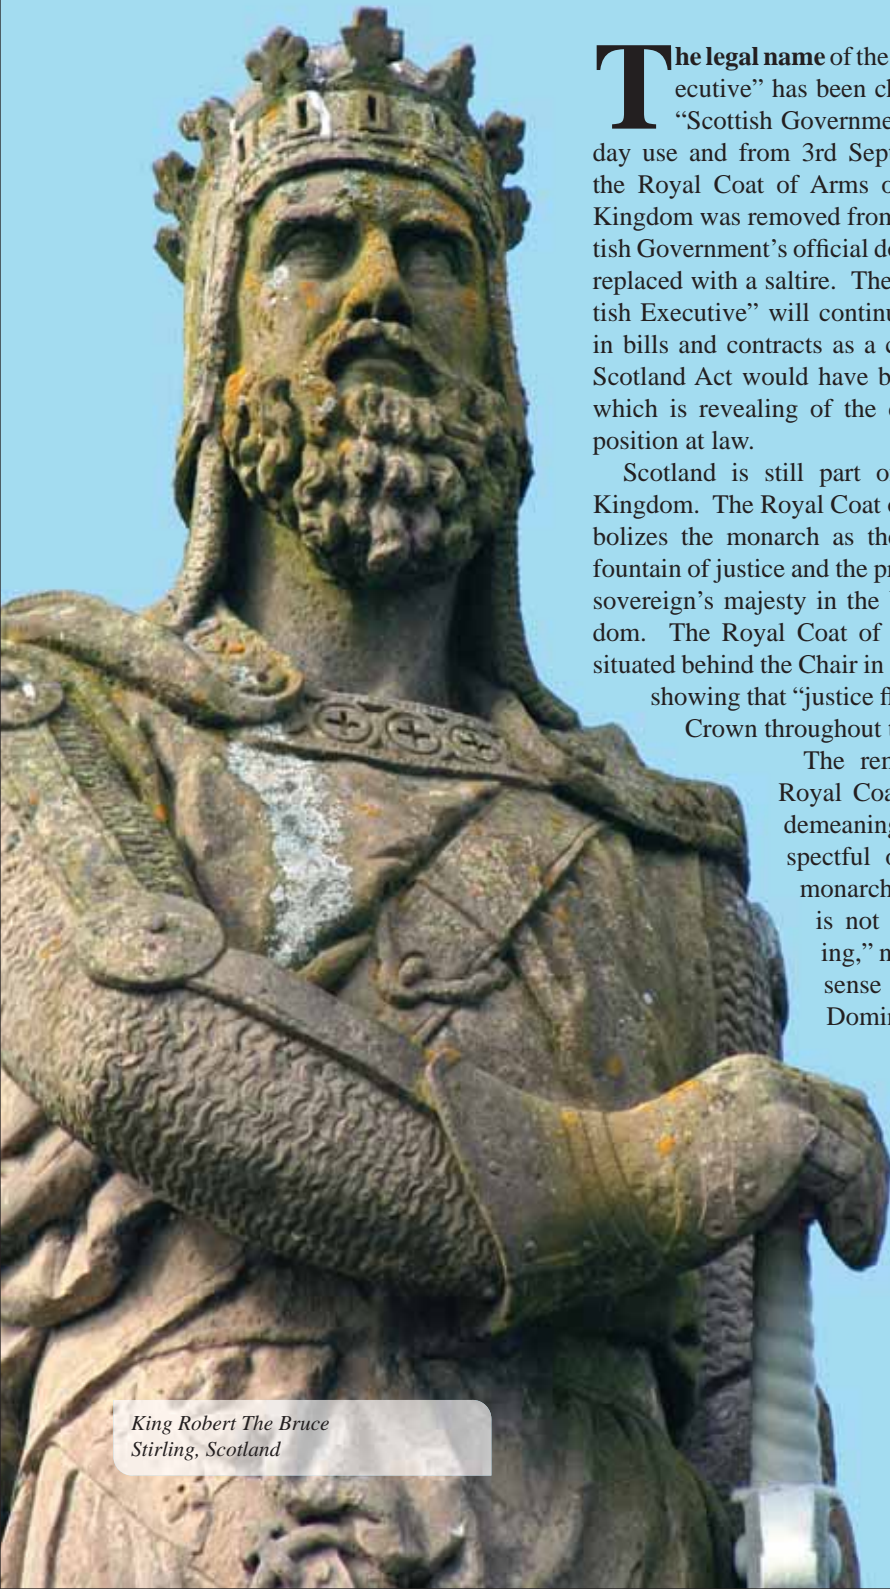 The legal name of the
ecutive” has been c
“Scottish Governme
day use and from 3rd Sep
the Royal Coat of Arms o
Kingdom was removed from
tish Government’s official d
replaced with a saltire. The
tish Executive” will continu
in bills and contracts as a c
Scotland Act would have b
which is revealing of the
position at law.
Scotland is still part o
Kingdom. The Royal Coat
bolizes the monarch as the
fountain of justice and the p
sovereign’s majesty in the
dom. The Royal Coat of
situated behind the Chair in
showing that “justice fl
Crown throughout t
The rem
Royal Coa
demeaning
spectful o
monarch
is not
ing,” n
sense
Domin
King Robert The Bruce
Stirling, Scotland